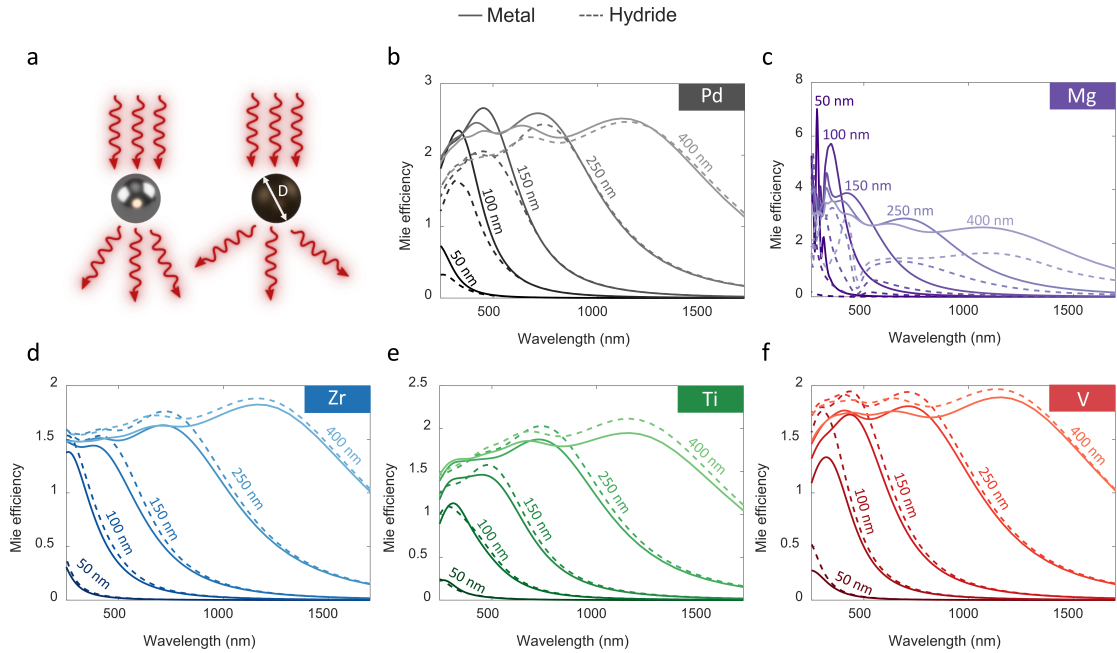 Metal
Hydride
a
D
b
Pd
3
2
1
0
Mie efficiency
50 nm
100 nm
150 nm
250 nm
400 nm
500
1000
1500
Wavelength (nm)
c
Mg
8
6
4
2
0
Mie efficiency
50 nm
100 nm
150 nm
250 nm
400 nm
500
1000
1500
Wavelength (nm)
d
Zr
2
1.5
1
0.5
0
Mie efficiency
50 nm
100 nm
150 nm
250 nm
400 nm
500
1000
1500
Wavelength (nm)
e
Ti
2.5
2
1.5
1
0.5
0
Mie efficiency
50 nm
100 nm
150 nm
250 nm
400 nm
500
1000
1500
Wavelength (nm)
f
V
2
1.5
1
0.5
0
Mie efficiency
50 nm
100 nm
150 nm
250 nm
400 nm
500
1000
1500
Wavelength (nm)